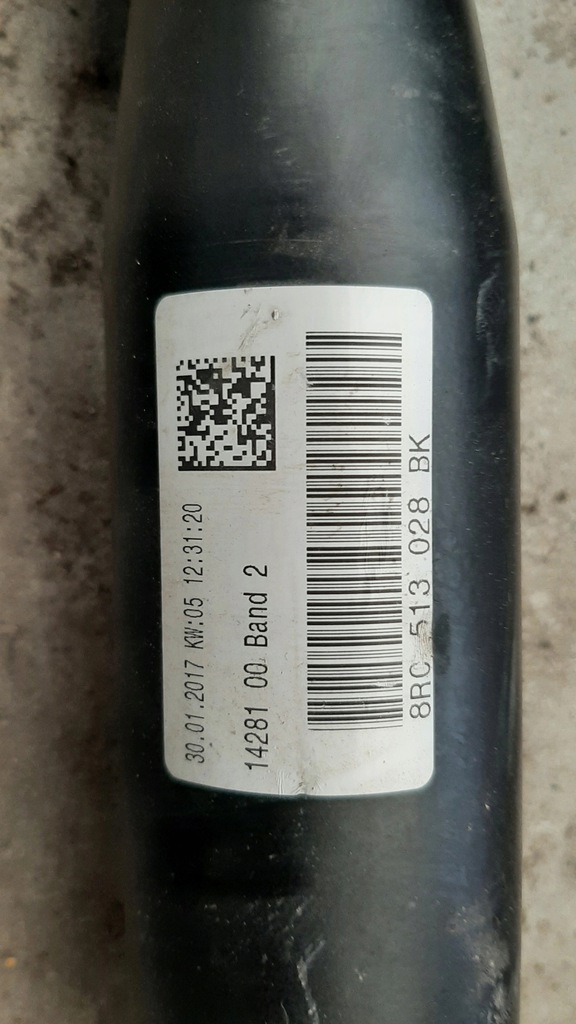 30.01.2017 KW:05 12:31:20
14281 00 Band 2
8RC 513 028 BK